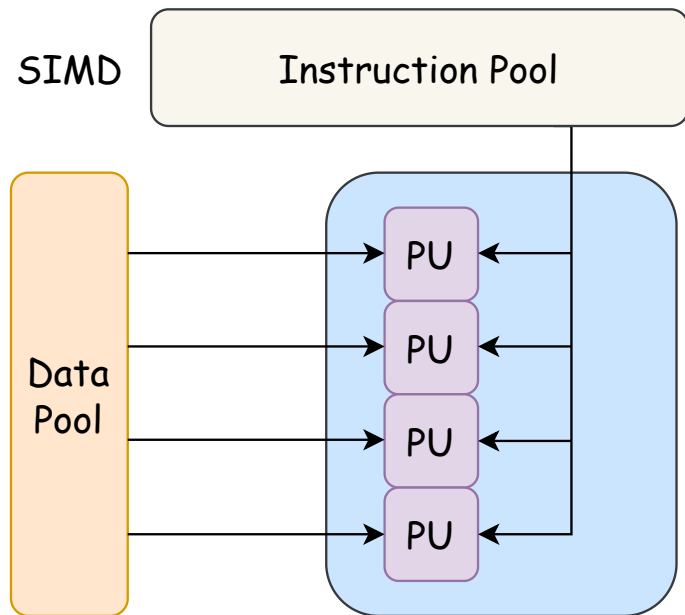 SIMD
Instruction Pool
Data
Pool
PU
PU
PU
PU